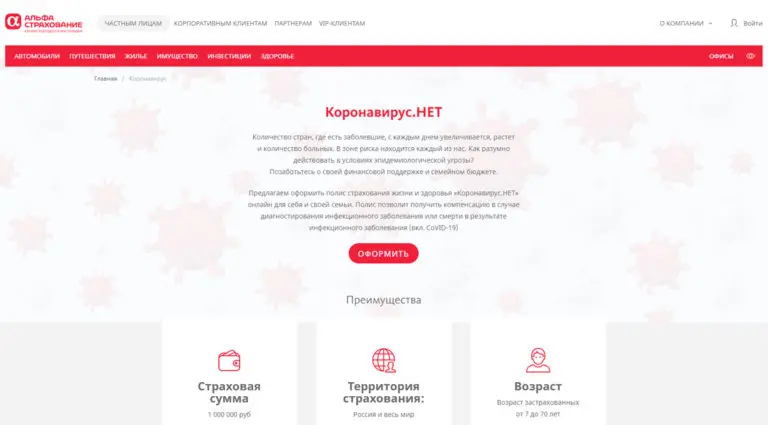 АЛЬФА
СТРАХОВАНИЕ
ЧАСТНЫМ ЛИЦАМ КОРПОРАТИВНЫМ КЛИЕНТАМ ПАРТНЕРАМ VIP-КЛИЕНТАМ О КОМПАНИИ Войти
АВТОМОБИЛИ ПУТЕШЕСТВИЯ ЖИЛЬЕ ИМУЩЕСТВО ИНВЕСТИЦИИ ЗДОРОВЬЕ ОФИСЫ
Главная / Коронавирус
Коронавирус.НЕТ
Количество стран, где есть заболевшие, с каждым днем увеличивается, растет
и количество больных. В зоне риска находится каждый из нас. Как разумно
действовать в условиях эпидемиологической угрозы?
Позаботьтесь о своей финансовой поддержке и семейном бюджете.
Предлагаем оформить полис страхования жизни и здоровья «Коронавирус.НЕТ»
онлайн для себя и своей семьи. Полис позволит получить компенсацию в случае
диагностирования инфекционного заболевания или смерти в результате
инфекционного заболевания (вкл. CoVID-19)
ОФОРМИТЬ
Преимущества
Страховая
сумма
1 000 000 руб
Территория
страхования:
Россия и весь мир
Возраст
Возраст застрахованных
от 7 до 70 лет